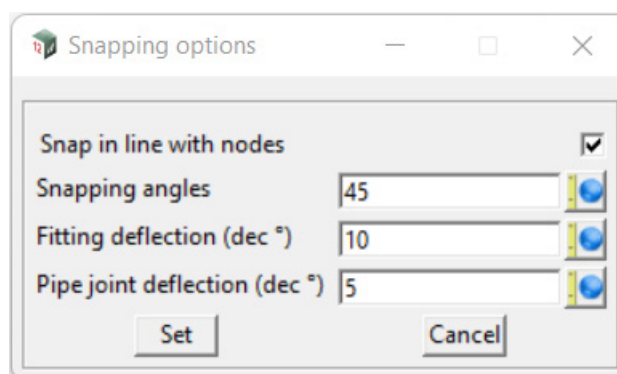 Snapping options
Snap in line with nodes
Snapping angles 45
Fitting deflection (dec °) 10
Pipe joint deflection (dec °) 5
Set Cancel